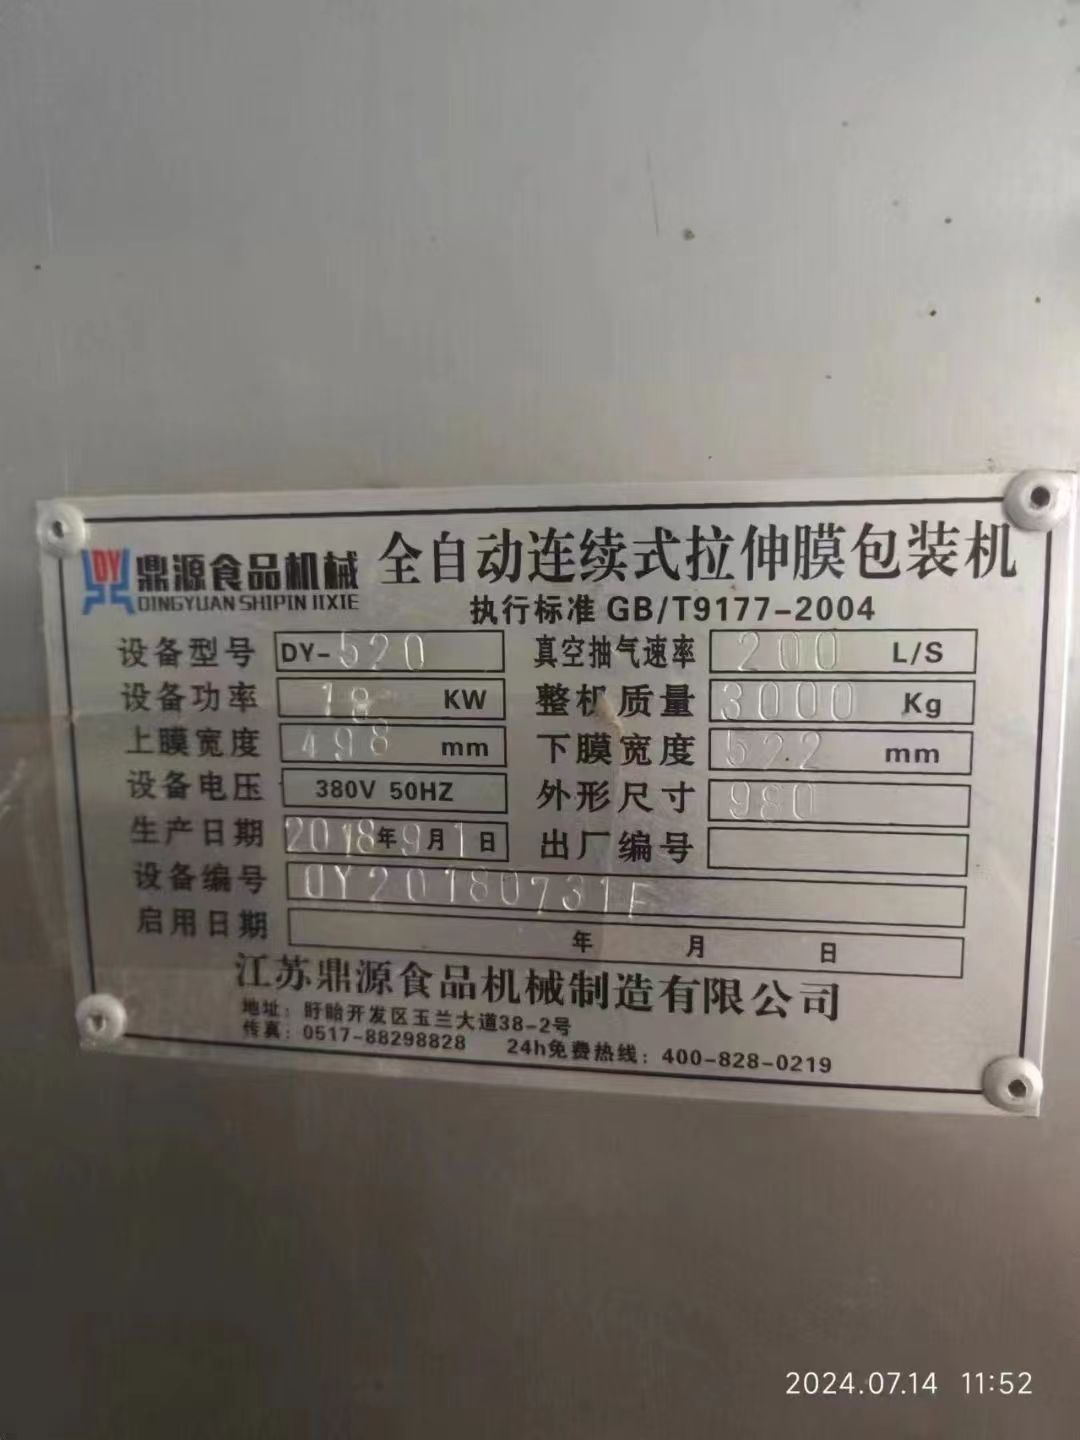 DY 鼎源食品机械 全自动连续式拉伸膜包装机
DINGYUAN SHIPIN JIXIE 执行标准 GB/T9177-2004
设备型号 DY-520 真空抽气速率 200 L/S
设备功率 18 KW 整机质量 3000 Kg
上膜宽度 498 mm 下膜宽度 522 mm
设备电压 380V 50HZ 外形尺寸 980
生产日期 2018年9月1日 出厂编号
设备编号 DY20180731F
启用日期 年 月 日
江苏鼎源食品机械制造有限公司
地址：盱眙开发区玉兰大道38-2号
传真：0517-88298828 24h免费热线：400-828-0219
2024.07.14 11:52